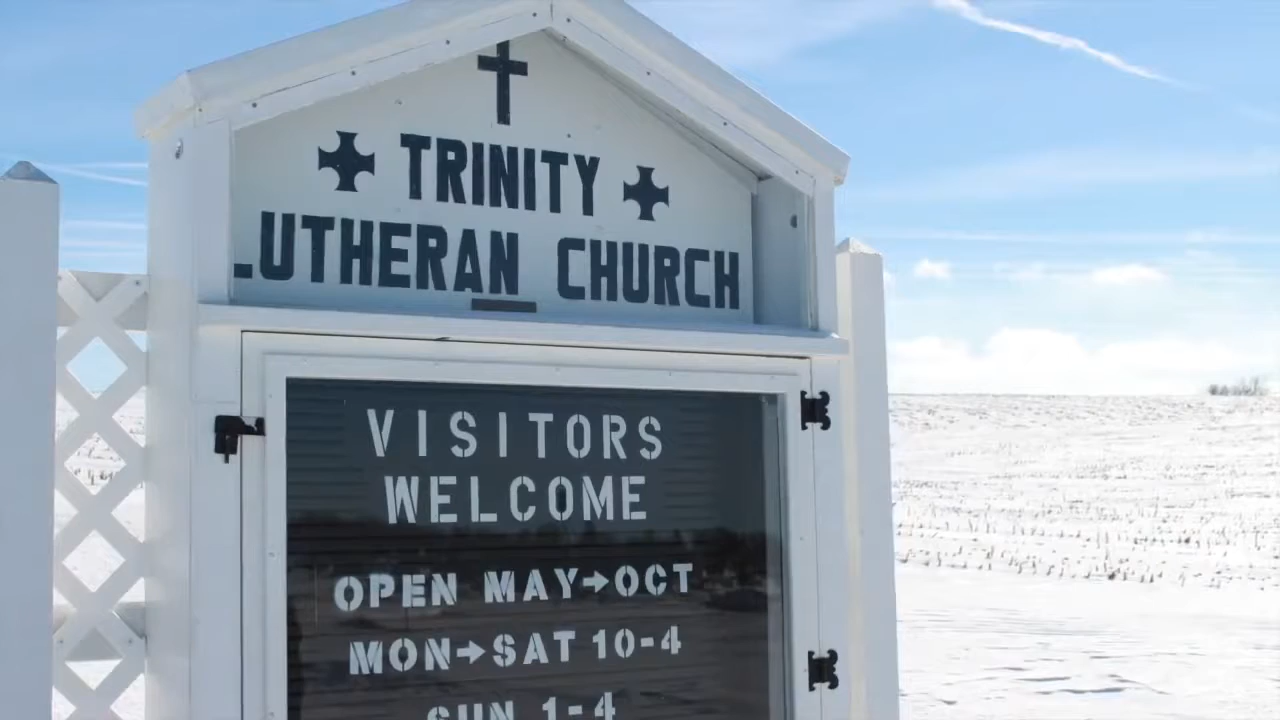 TRINITY
LUTHERAN CHURCH
VISITORS
WELCOME
OPEN MAY→OCT
MON→SAT 10-4
SUN 1-4